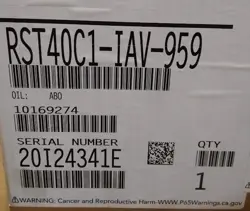 RST40C1-IAV-959
OIL: ABO
10169274
SERIAL NUMBER
20I24341E
QTY
1
⚠WARNING: Cancer and Reproductive Harm-WWW.P65Warnings.ca.gov